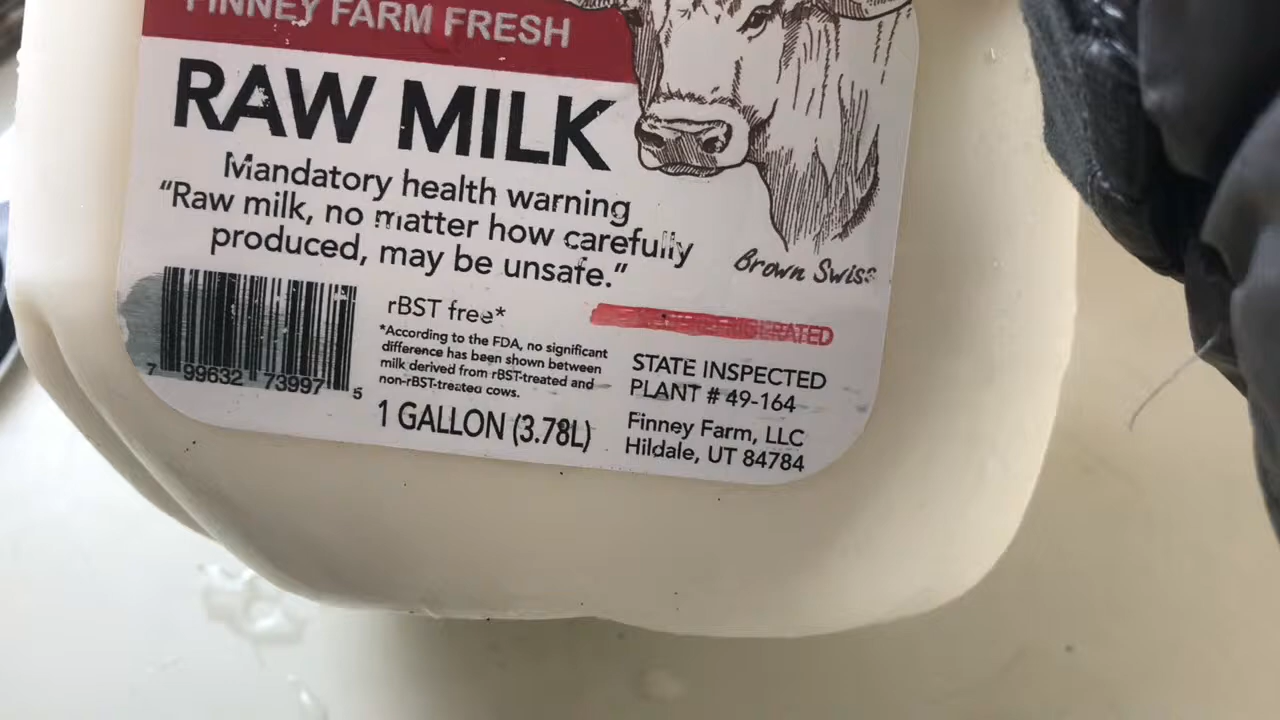 FINNEY FARM FRESH
RAW MILK
Mandatory health warning
“Raw milk, no matter how carefully
produced, may be unsafe.”
Brown Swiss
rBST free*
*According to the FDA, no significant
difference has been shown between
milk derived from rBST-treated and
non-rBST-treated cows.
1 GALLON (3.78L)
STATE INSPECTED
PLANT # 49-164
Finney Farm, LLC
Hildale, UT 84784
7 99632 73997 5